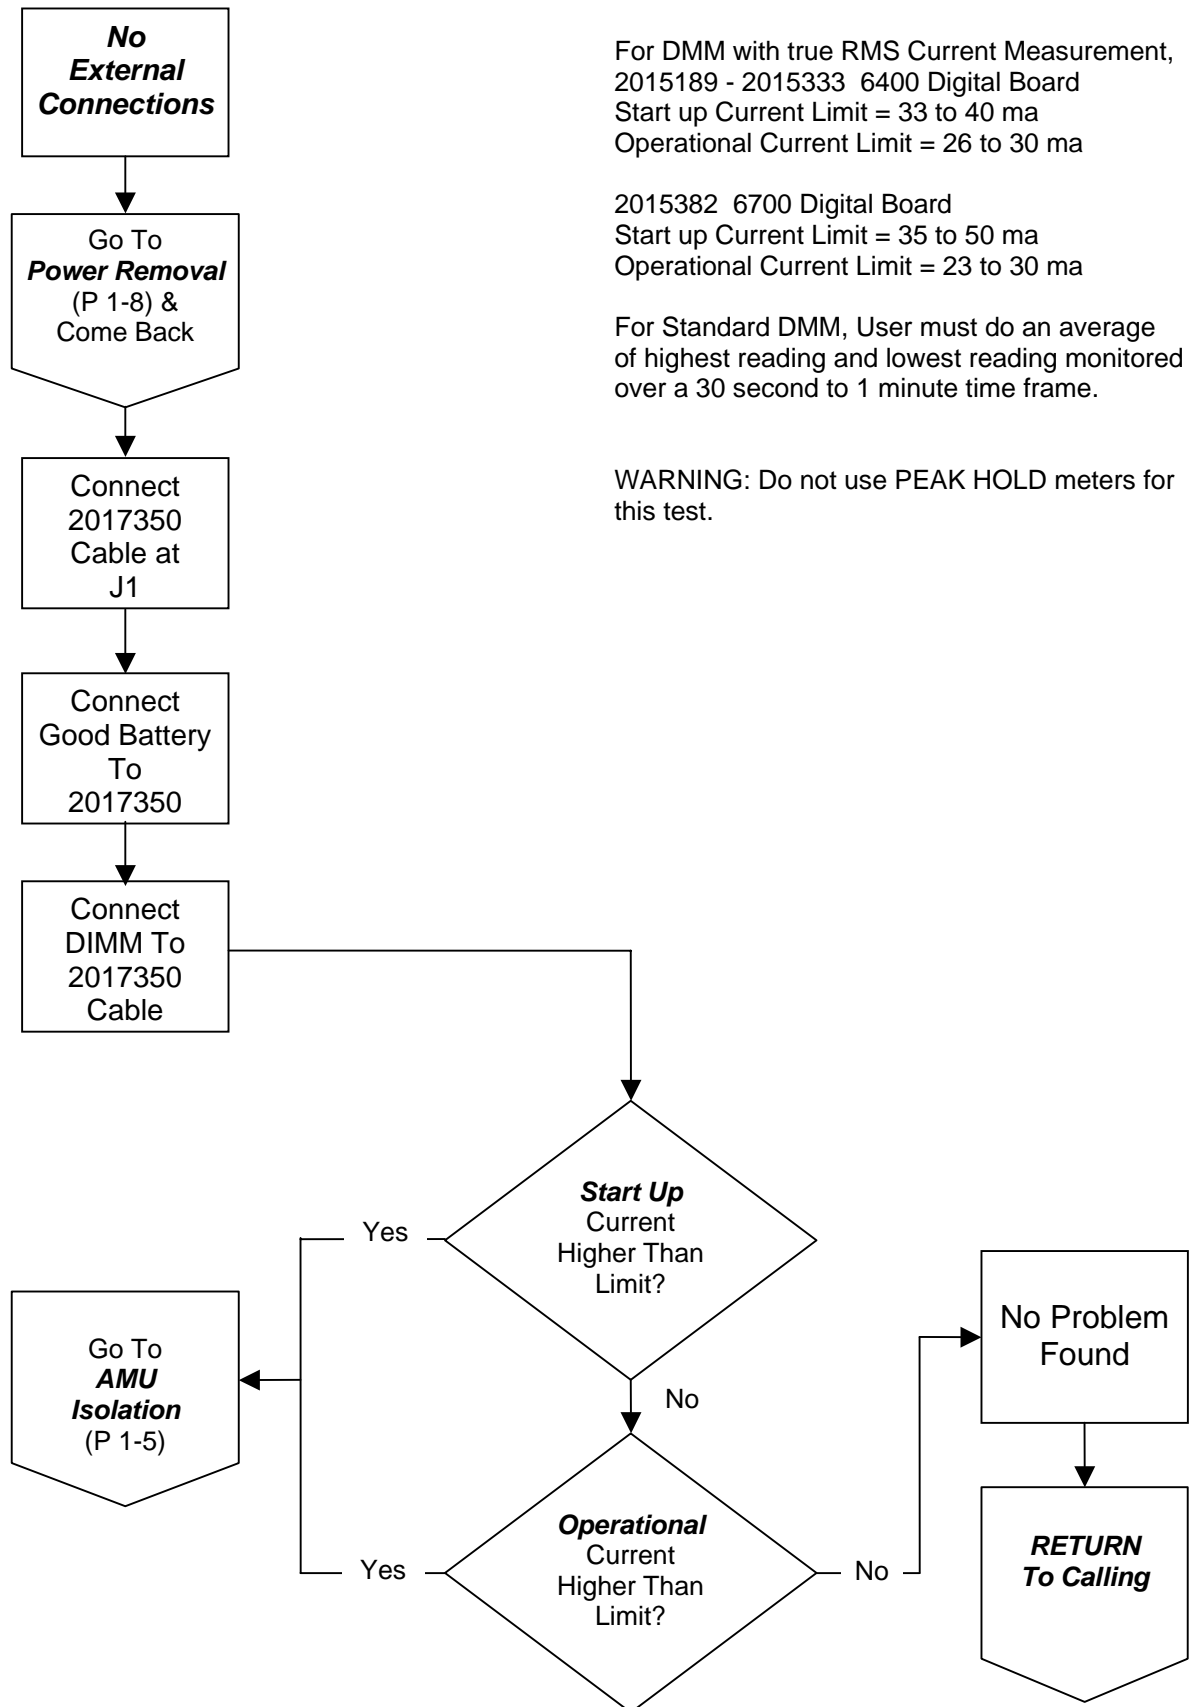 No
External
Connections
For DMM with true RMS Current Measurement,
2015189 - 2015333  6400 Digital Board
Start up Current Limit = 33 to 40 ma
Operational Current Limit = 26 to 30 ma
2015382  6700 Digital Board
Start up Current Limit = 35 to 50 ma
Operational Current Limit = 23 to 30 ma
For Standard DMM, User must do an average
of highest reading and lowest reading monitored
over a 30 second to 1 minute time frame.
WARNING: Do not use PEAK HOLD meters for
this test.
Go To
Power Removal
(P 1-8) &
Come Back
Connect
2017350
Cable at
J1
Connect
Good Battery
To
2017350
Connect
DIMM To
2017350
Cable
Start Up
Current
Higher Than
Limit?
Yes
No
Go To
AMU
Isolation
(P 1-5)
Operational
Current
Higher Than
Limit?
Yes
No
No Problem
Found
RETURN
To Calling